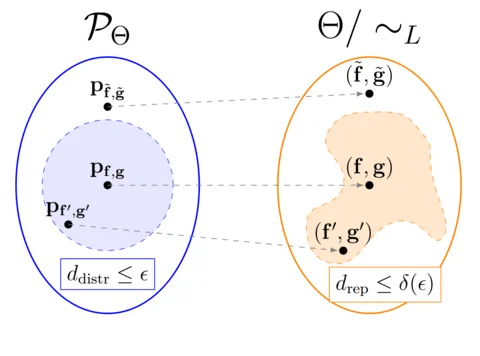 𝒫_Θ
Θ/ ∼_L
p_{f̃,g̃}
(f̃, g̃)
p_{f,g}
(f, g)
p_{f′,g′}
(f′, g′)
d_distr ≤ ϵ
d_rep ≤ δ(ϵ)